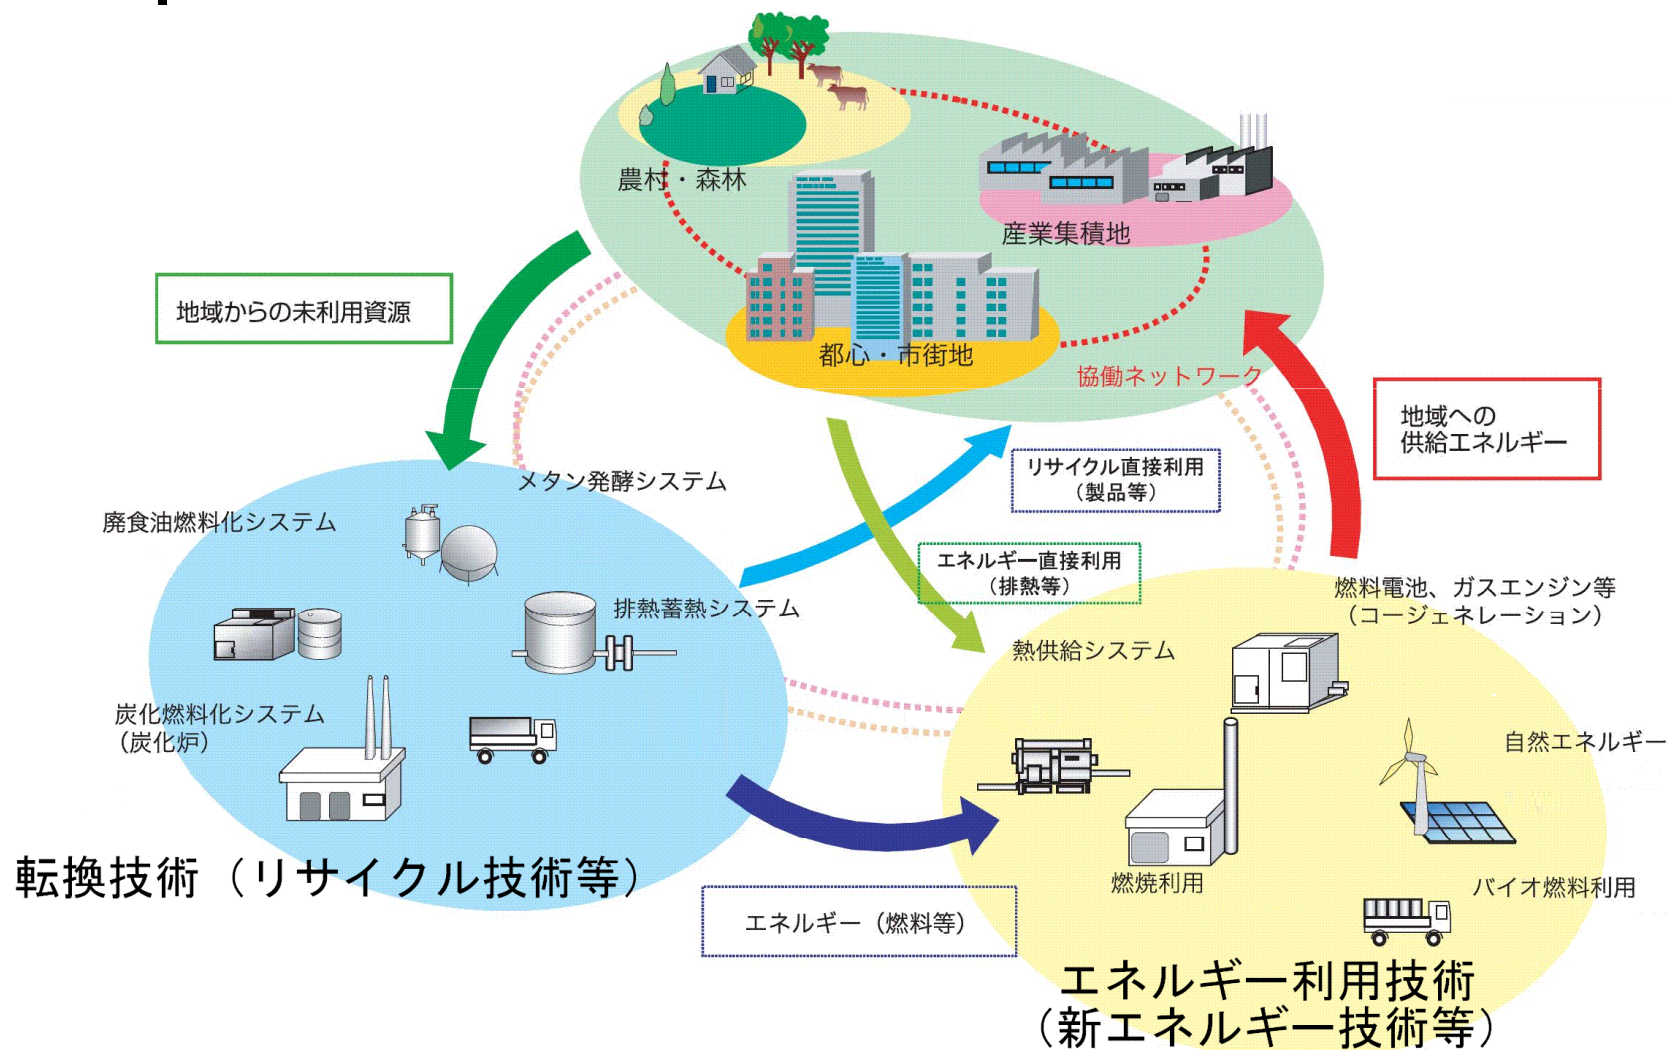 農村・森林
産業集積地
地域からの未利用資源
都心・市街地
協働ネットワーク
地域への
供給エネルギー
リサイクル直接利用
（製品等）
メタン発酵システム
廃食油燃料化システム
エネルギー直接利用
（排熱等）
燃料電池、ガスエンジン等
（コージェネレーション）
排熱蓄熱システム
熱供給システム
炭化燃料化システム
（炭化炉）
自然エネルギー
転換技術（リサイクル技術等）
燃焼利用
バイオ燃料利用
エネルギー（燃料等）
エネルギー利用技術
（新エネルギー技術等）